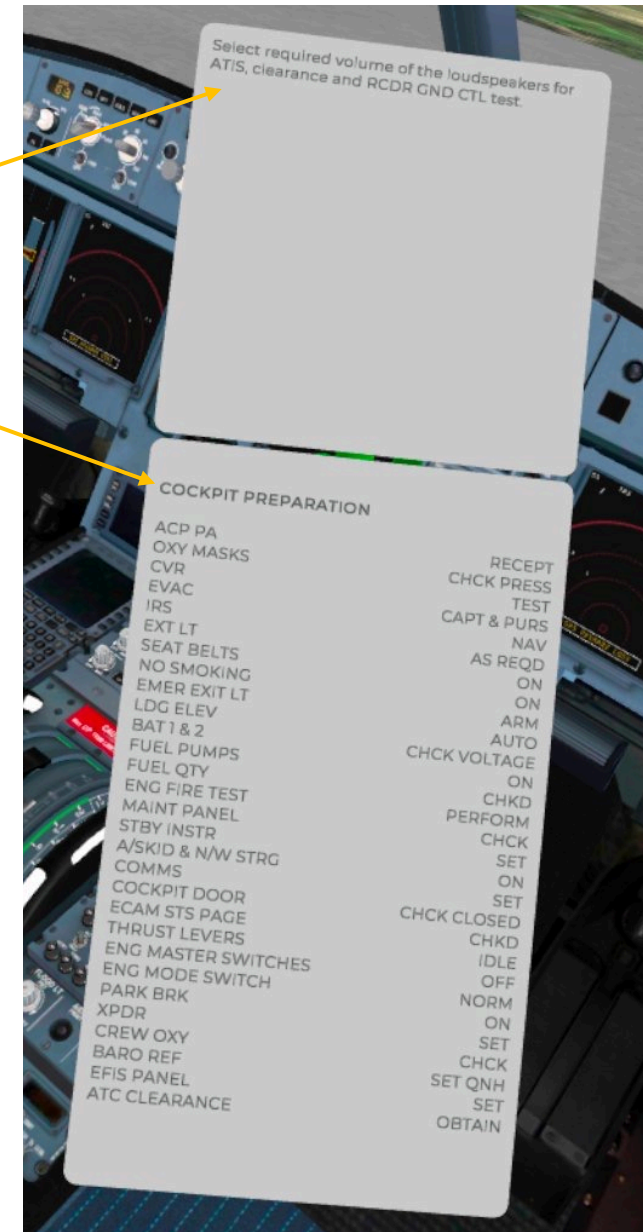 Select required volume of the loudspeakers for
ATIS, clearance and RCDR GND CTL test.
COCKPIT PREPARATION
ACP PA RECEPT
OXY MASKS CHCK PRESS
CVR TEST
EVAC CAPT & PURS
IRS NAV
EXT LT AS REQD
SEAT BELTS ON
NO SMOKING ON
EMER EXIT LT ARM
LDG ELEV AUTO
BAT 1 & 2 CHCK VOLTAGE
FUEL PUMPS ON
FUEL QTY CHKD
ENG FIRE TEST PERFORM
MAINT PANEL CHCK
STBY INSTR SET
A/SKID & N/W STRG ON
COMMS SET
COCKPIT DOOR CHCK CLOSED
ECAM STS PAGE CHKD
THRUST LEVERS IDLE
ENG MASTER SWITCHES OFF
ENG MODE SWITCH NORM
PARK BRK ON
XPDR SET
CREW OXY CHCK
BARO REF SET QNH
EFIS PANEL SET
ATC CLEARANCE OBTAIN